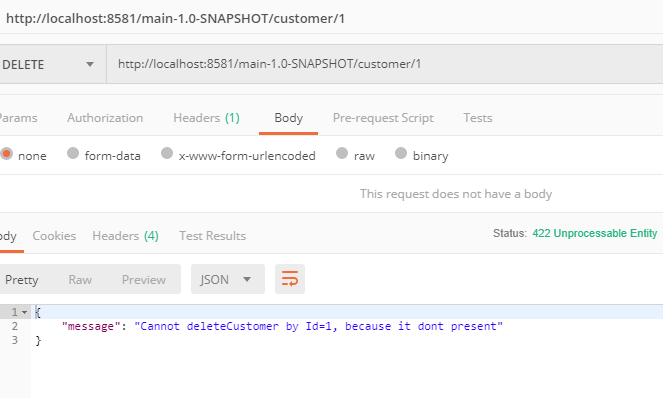 http://localhost:8581/main-1.0-SNAPSHOT/customer/1
DELETE http://localhost:8581/main-1.0-SNAPSHOT/customer/1
arams Authorization Headers (1) Body Pre-request Script Tests
none form-data x-www-form-urlencoded raw binary
This request does not have a body
ody Cookies Headers (4) Test Results Status: 422 Unprocessable Entity
Pretty Raw Preview JSON
1 {
2 "message": "Cannot deleteCustomer by Id=1, because it dont present"
3 }